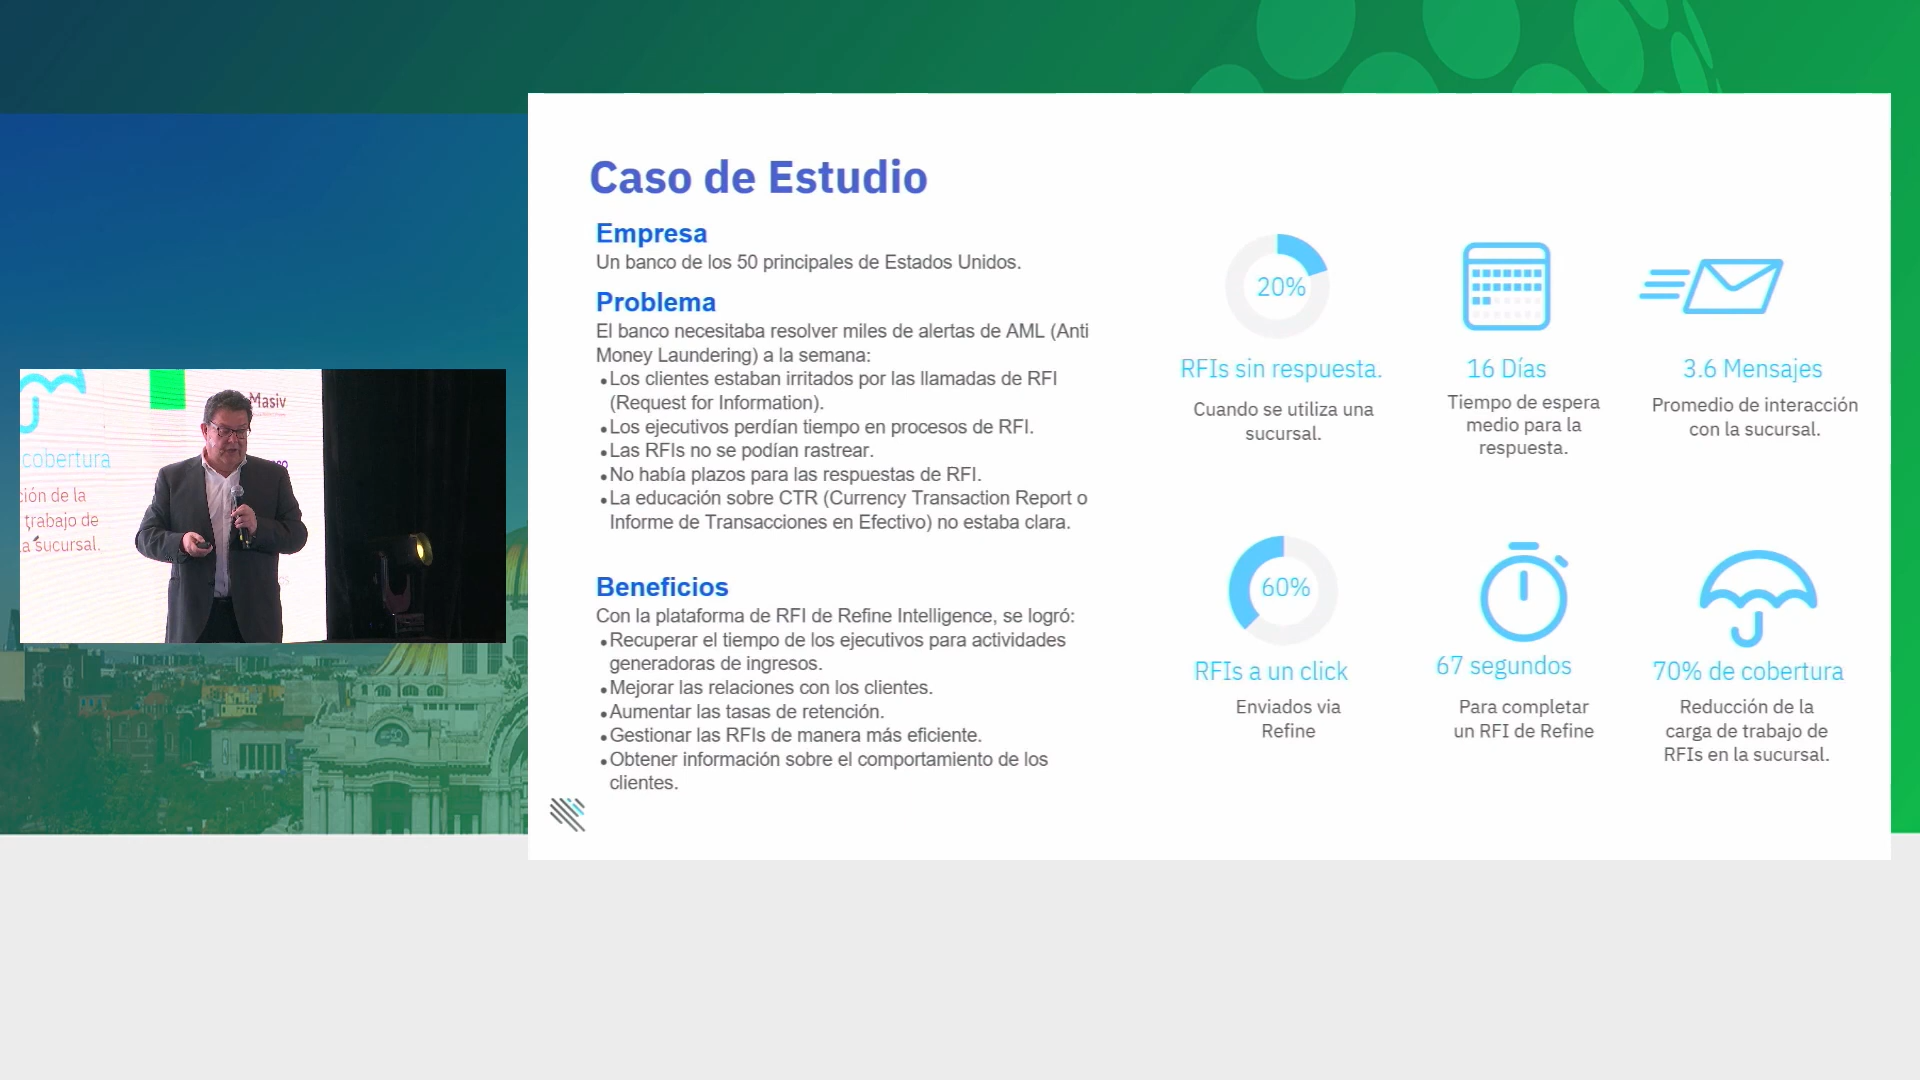 Caso de Estudio
Empresa
Un banco de los 50 principales de Estados Unidos.
Problema
El banco necesitaba resolver miles de alertas de AML (Anti
Money Laundering) a la semana:
•Los clientes estaban irritados por las llamadas de RFI
(Request for Information).
•Los ejecutivos perdían tiempo en procesos de RFI.
•Las RFIs no se podían rastrear.
•No había plazos para las respuestas de RFI.
•La educación sobre CTR (Currency Transaction Report o
Informe de Transacciones en Efectivo) no estaba clara.
Beneficios
Con la plataforma de RFI de Refine Intelligence, se logró:
•Recuperar el tiempo de los ejecutivos para actividades
generadoras de ingresos.
•Mejorar las relaciones con los clientes.
•Aumentar las tasas de retención.
•Gestionar las RFIs de manera más eficiente.
•Obtener información sobre el comportamiento de los
clientes.
20%
RFIs sin respuesta.
Cuando se utiliza una
sucursal.
16 Días
Tiempo de espera
medio para la
respuesta.
3.6 Mensajes
Promedio de interacción
con la sucursal.
60%
RFIs a un click
Enviados via
Refine
67 segundos
Para completar
un RFI de Refine
70% de cobertura
Reducción de la
carga de trabajo de
RFIs en la sucursal.
Masiv
cobertura
ción de la
trabajo de
la sucursal.